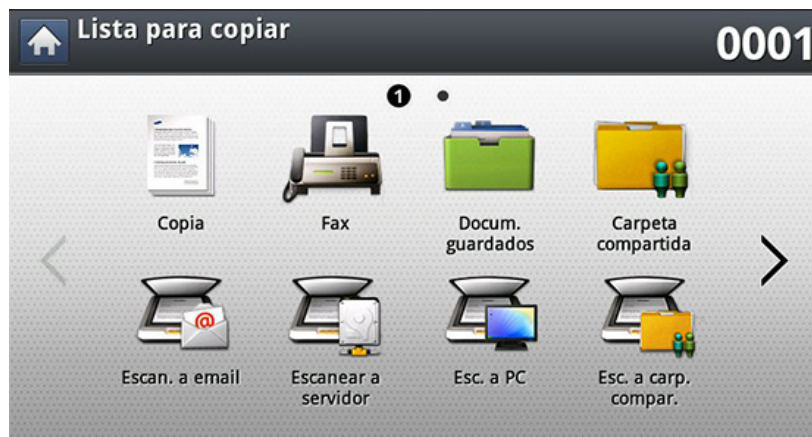 Lista para copiar
0001
1
Copia
Fax
Docum.
guardados
Carpeta
compartida
@
Escan. a email
Escanear a
servidor
Esc. a PC
Esc. a carp.
compar.